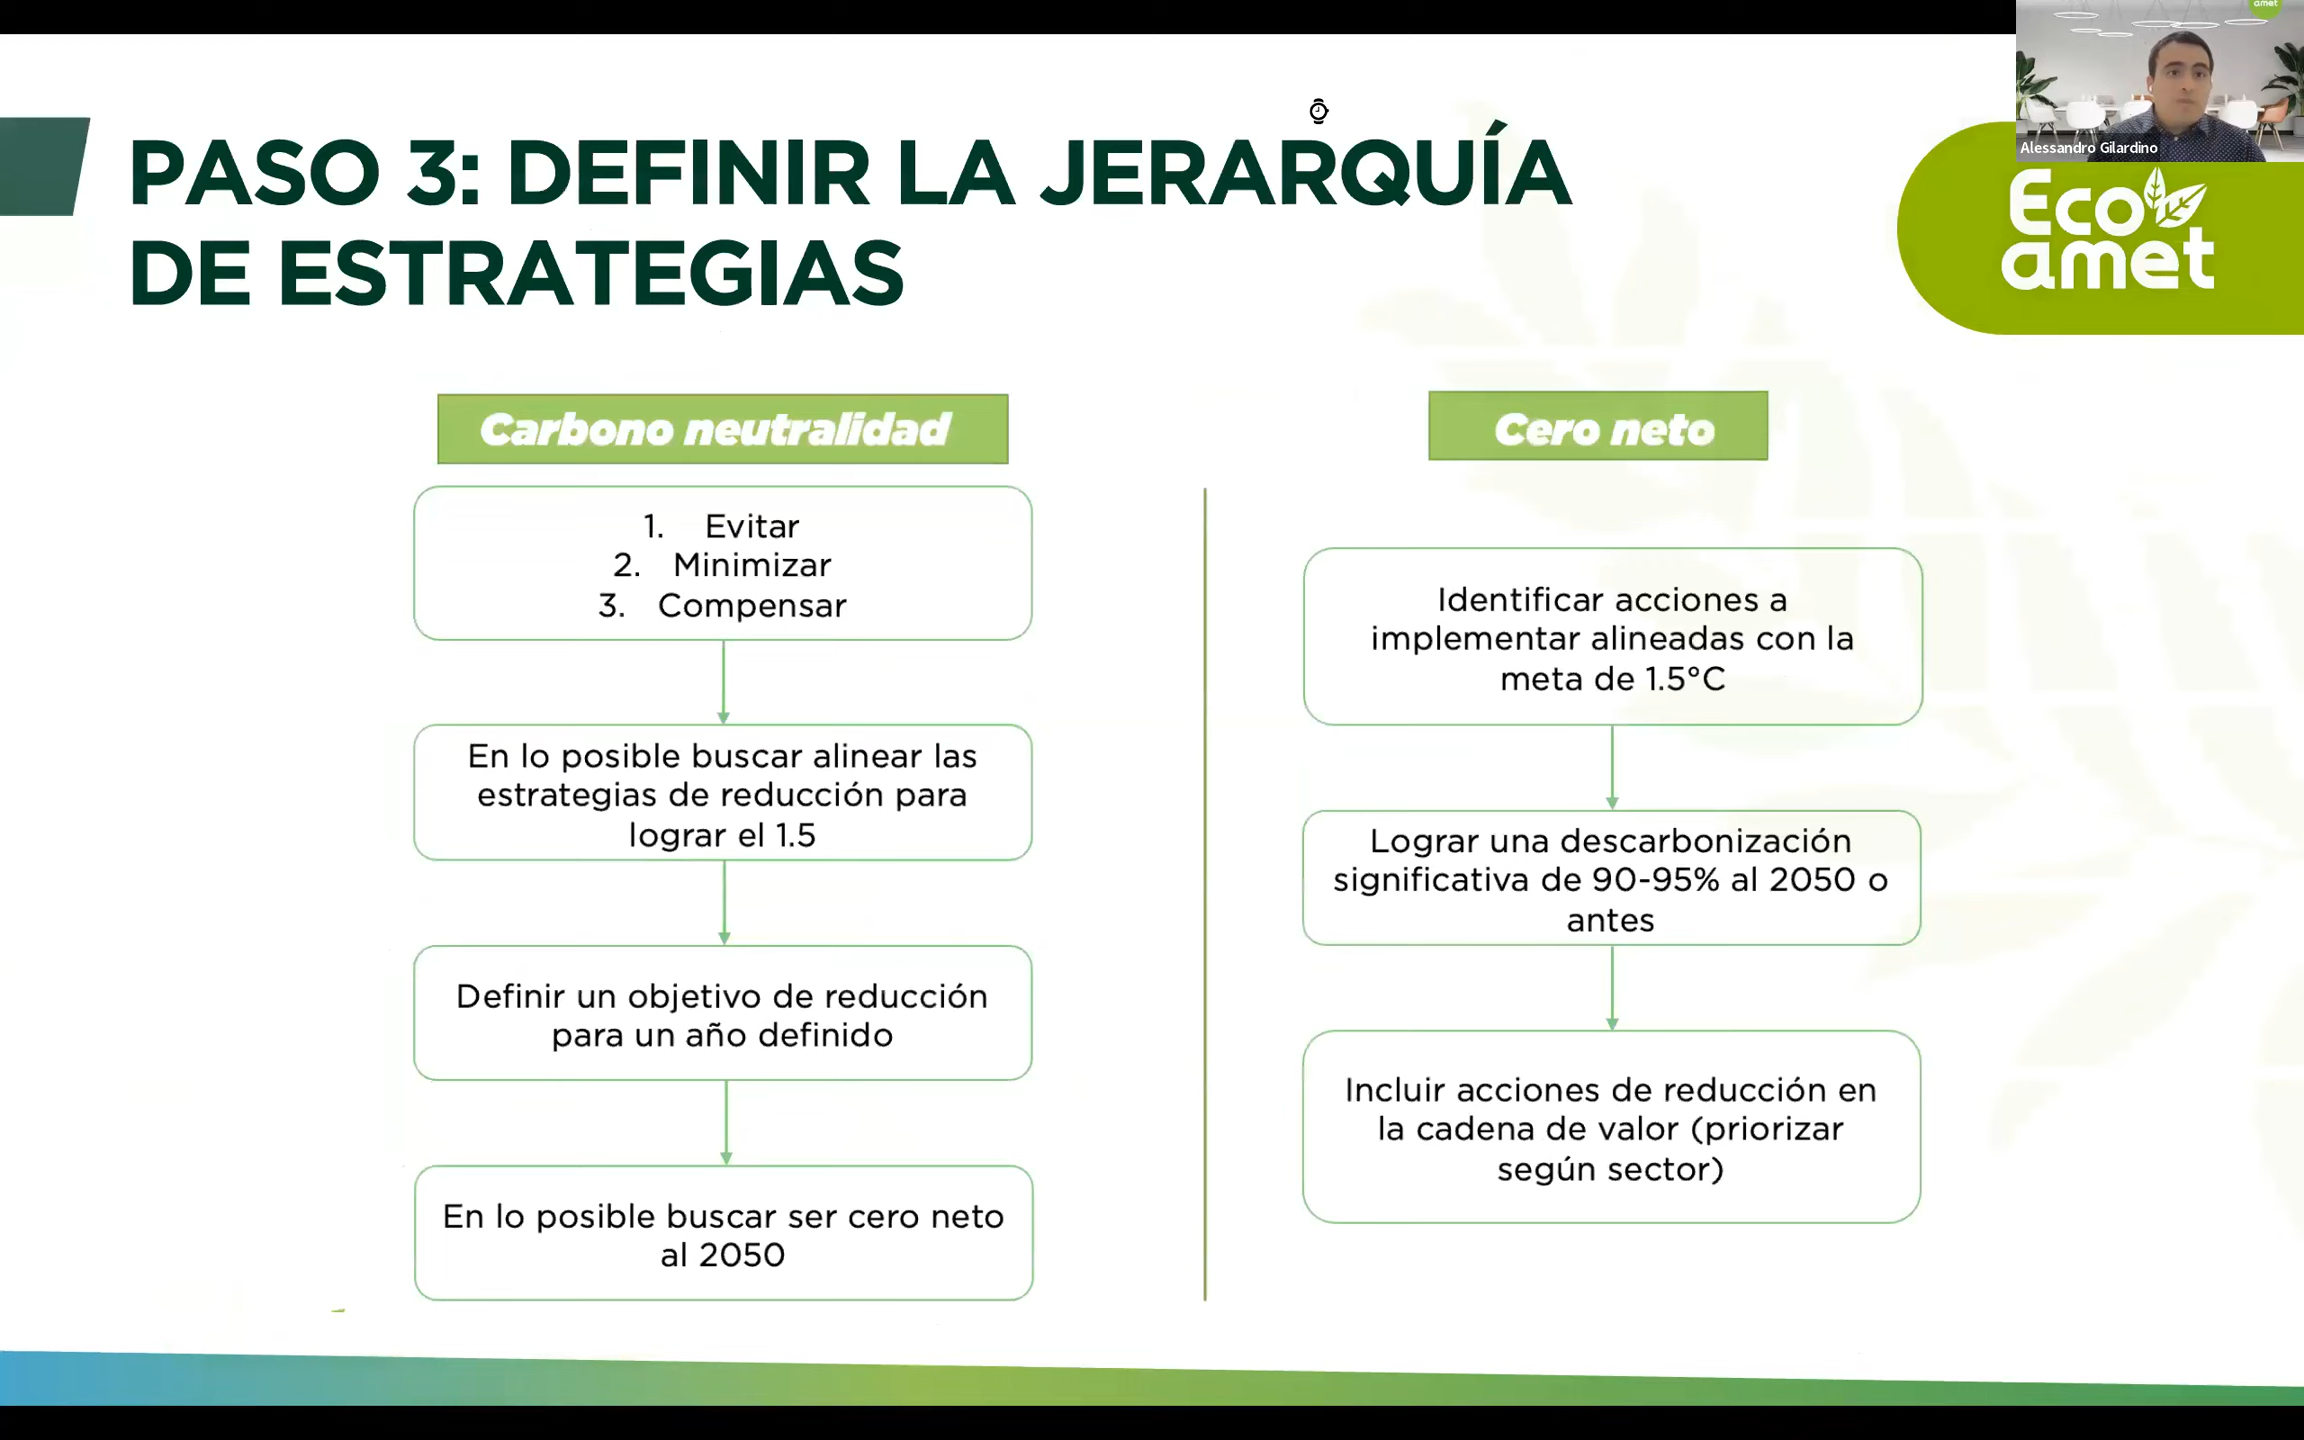 amet
Alessandro Gilardino
PASO 3: DEFINIR LA JERARQUÍA
DE ESTRATEGIAS
Eco
amet
Carbono neutralidad
1. Evitar
2. Minimizar
3. Compensar
En lo posible buscar alinear las
estrategias de reducción para
lograr el 1.5
Definir un objetivo de reducción
para un año definido
En lo posible buscar ser cero neto
al 2050
Cero neto
Identificar acciones a
implementar alineadas con la
meta de 1.5°C
Lograr una descarbonización
significativa de 90-95% al 2050 o
antes
Incluir acciones de reducción en
la cadena de valor (priorizar
según sector)